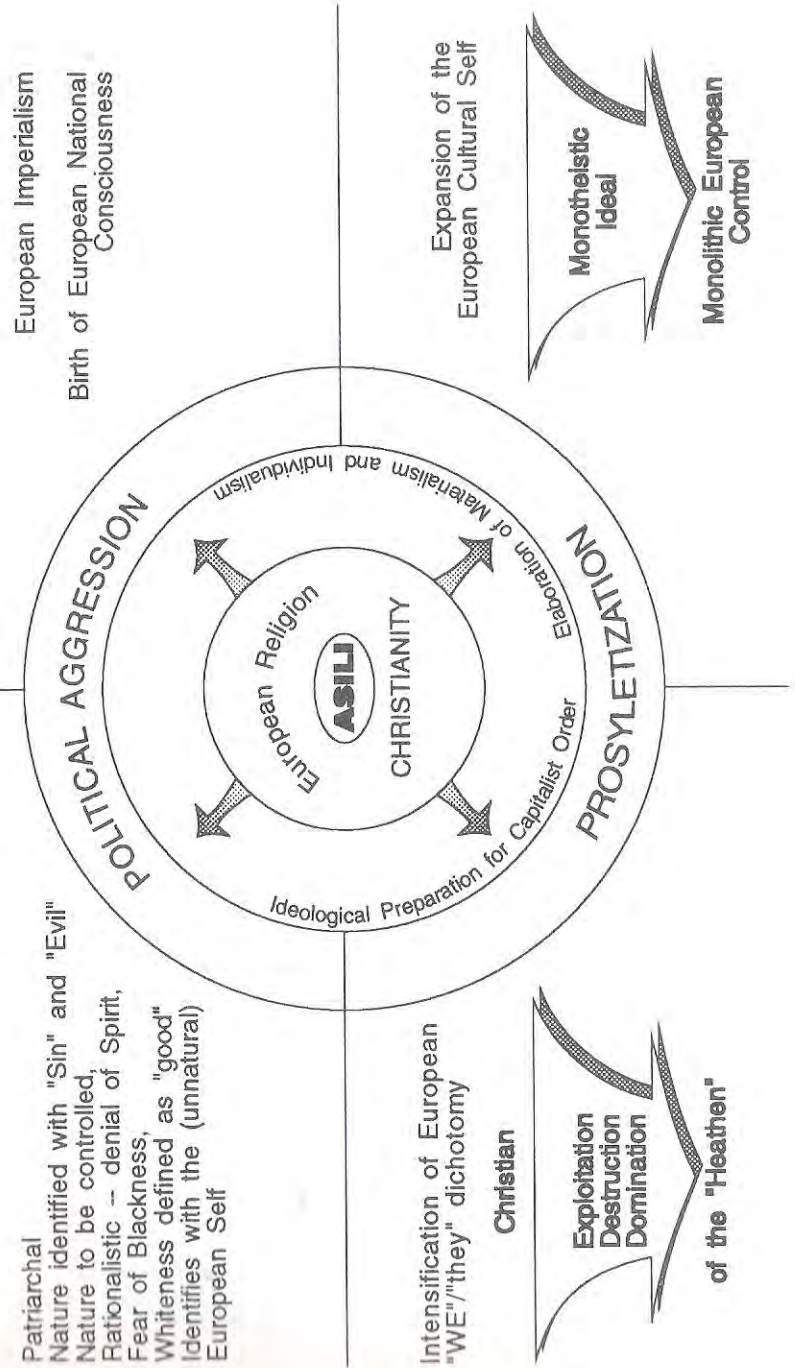 Patriarchal
Nature identified with "Sin" and "Evil"
Nature to be controlled,
Rationalistic -- denial of Spirit,
Fear of Blackness,
Whiteness defined as "good"
Identifies with the (unnatural)
European Self
European Imperialism
Birth of European National
Consciousness
POLITICAL AGGRESSION
European Religion
ASILI
CHRISTIANITY
Ideological Preparation for Capitalist Order
Elaboration of Materialism and Individualism
PROSYLETIZATION
Intensification of European
"WE"/"they" dichotomy
Christian
Exploitation
Destruction
Domination
of the "Heathen"
Expansion of the
European Cultural Self
Monotheistic
Ideal
Monolithic European
Control